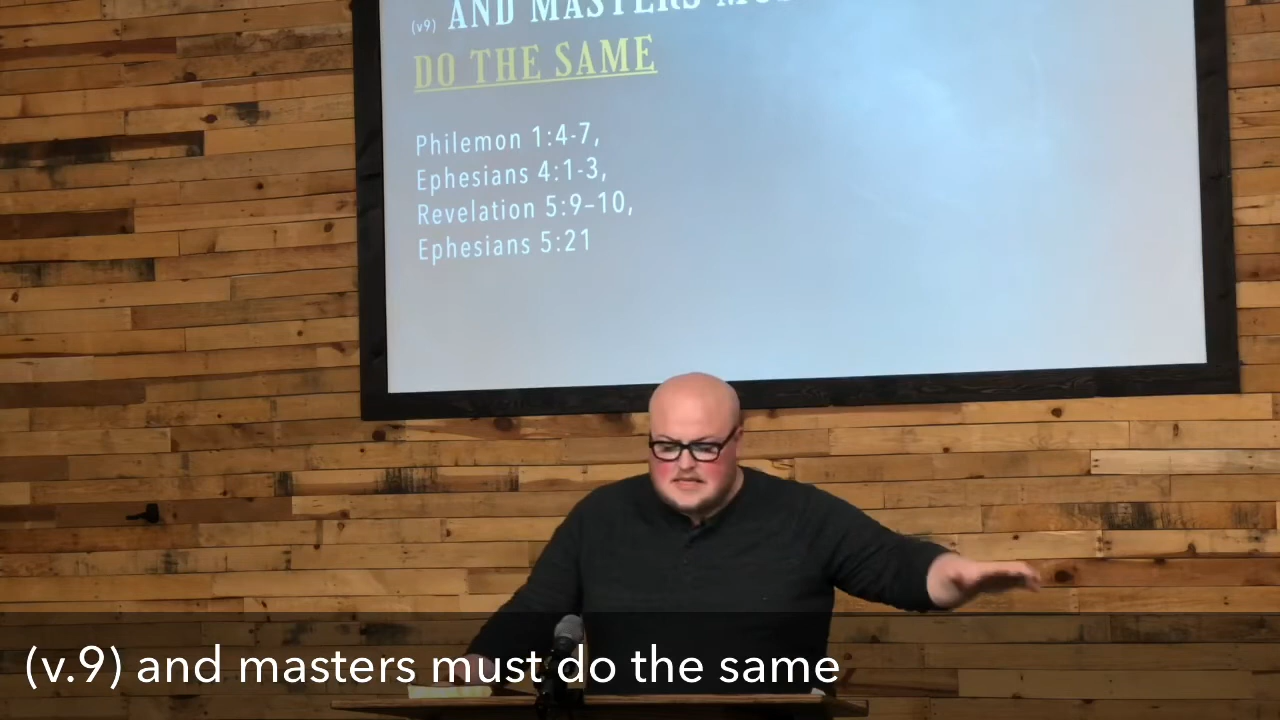 (v9) AND MASTERS
DO THE SAME
Philemon 1:4-7,
Ephesians 4:1-3,
Revelation 5:9–10,
Ephesians 5:21
(v.9) and masters must do the same